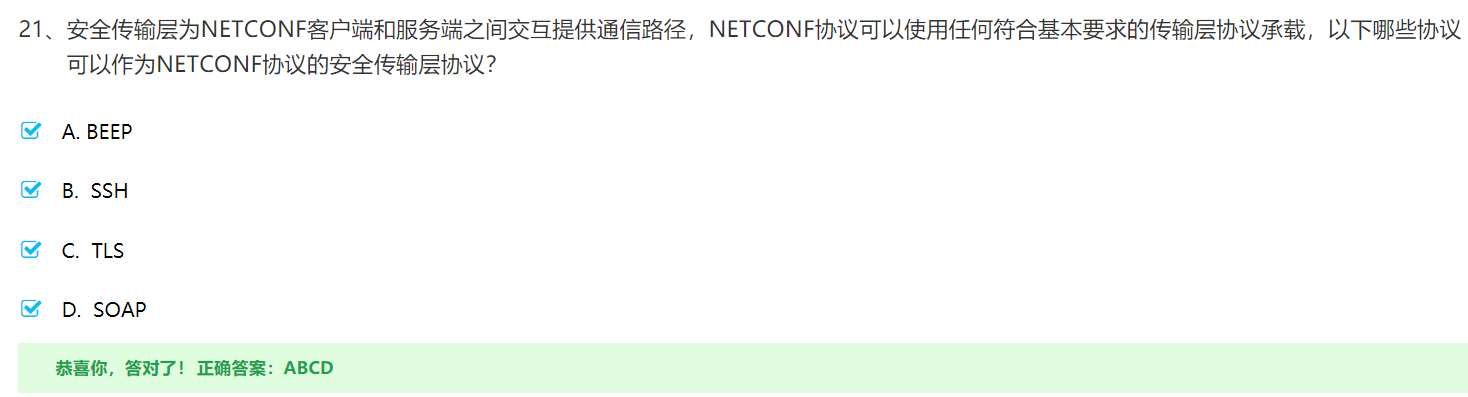 21、安全传输层为NETCONF客户端和服务端之间交互提供通信路径，NETCONF协议可以使用任何符合基本要求的传输层协议承载，以下哪些协议
可以作为NETCONF协议的安全传输层协议？
A. BEEP
B. SSH
C. TLS
D. SOAP
恭喜你，答对了！正确答案：ABCD